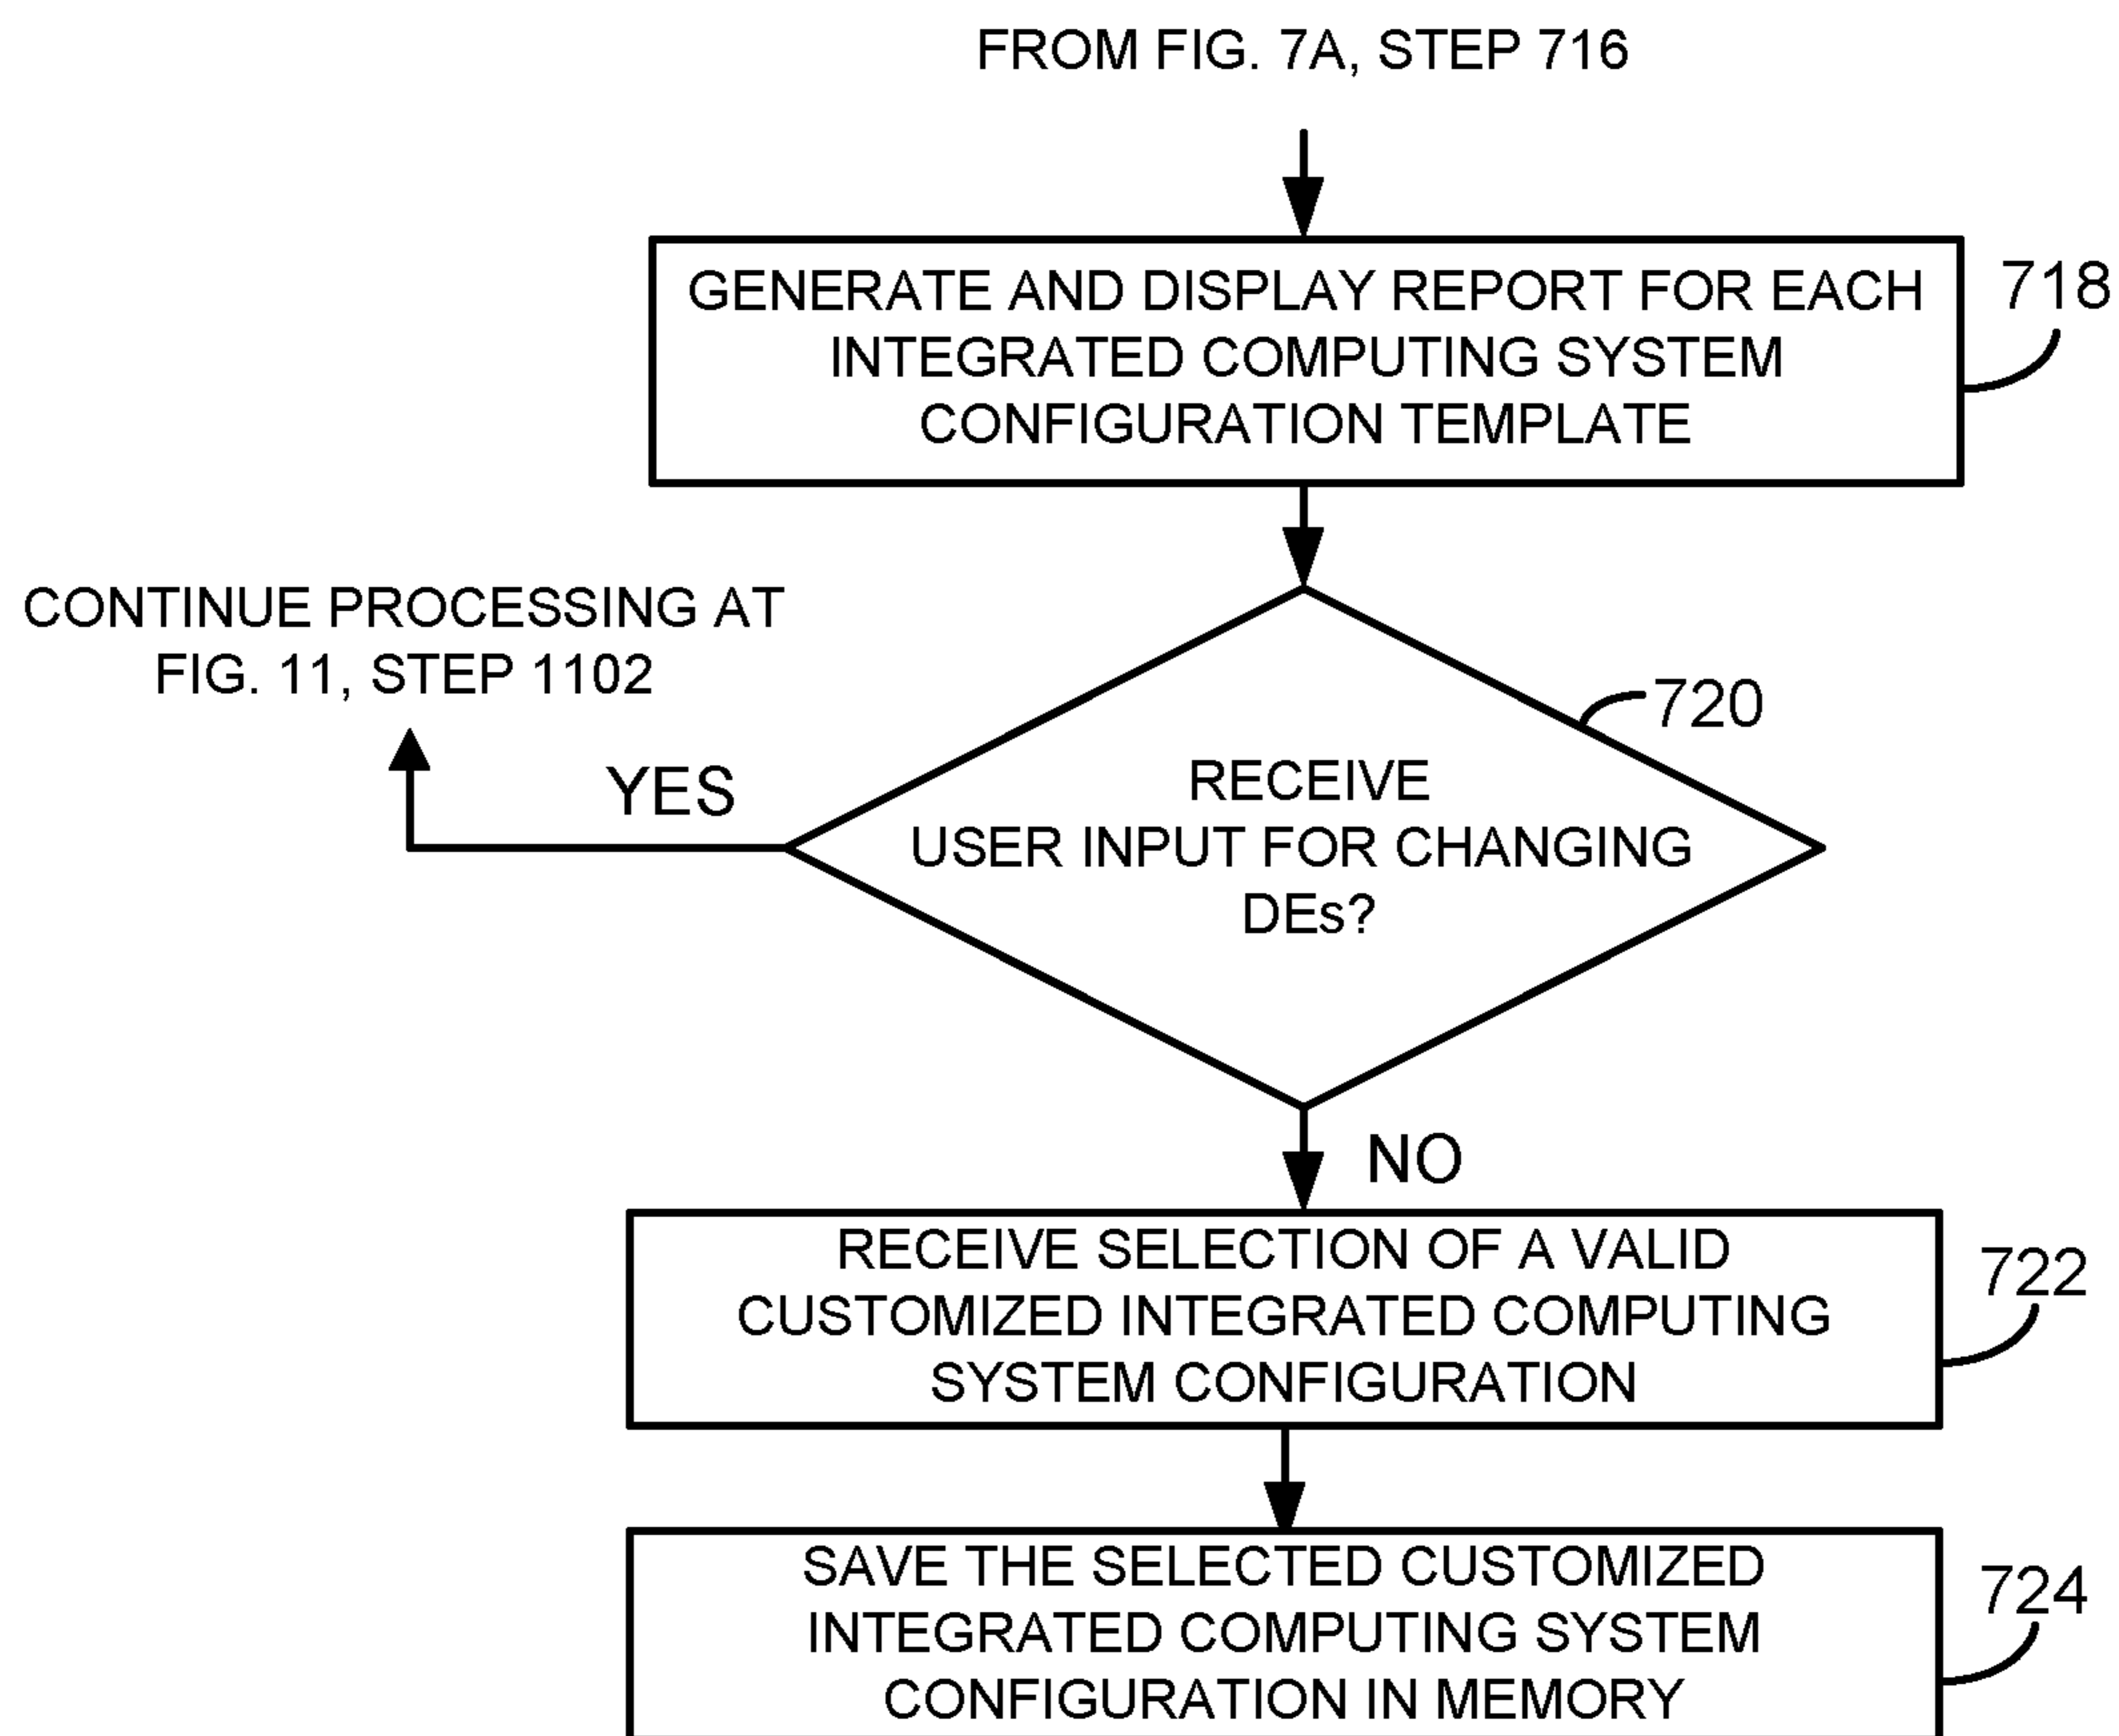 FROM FIG. 7A, STEP 716
GENERATE AND DISPLAY REPORT FOR EACH
INTEGRATED COMPUTING SYSTEM
CONFIGURATION TEMPLATE
718
CONTINUE PROCESSING AT
FIG. 11, STEP 1102
720
YES
RECEIVE
USER INPUT FOR CHANGING
DEs?
NO
RECEIVE SELECTION OF A VALID
CUSTOMIZED INTEGRATED COMPUTING
SYSTEM CONFIGURATION
722
SAVE THE SELECTED CUSTOMIZED
INTEGRATED COMPUTING SYSTEM
CONFIGURATION IN MEMORY
724